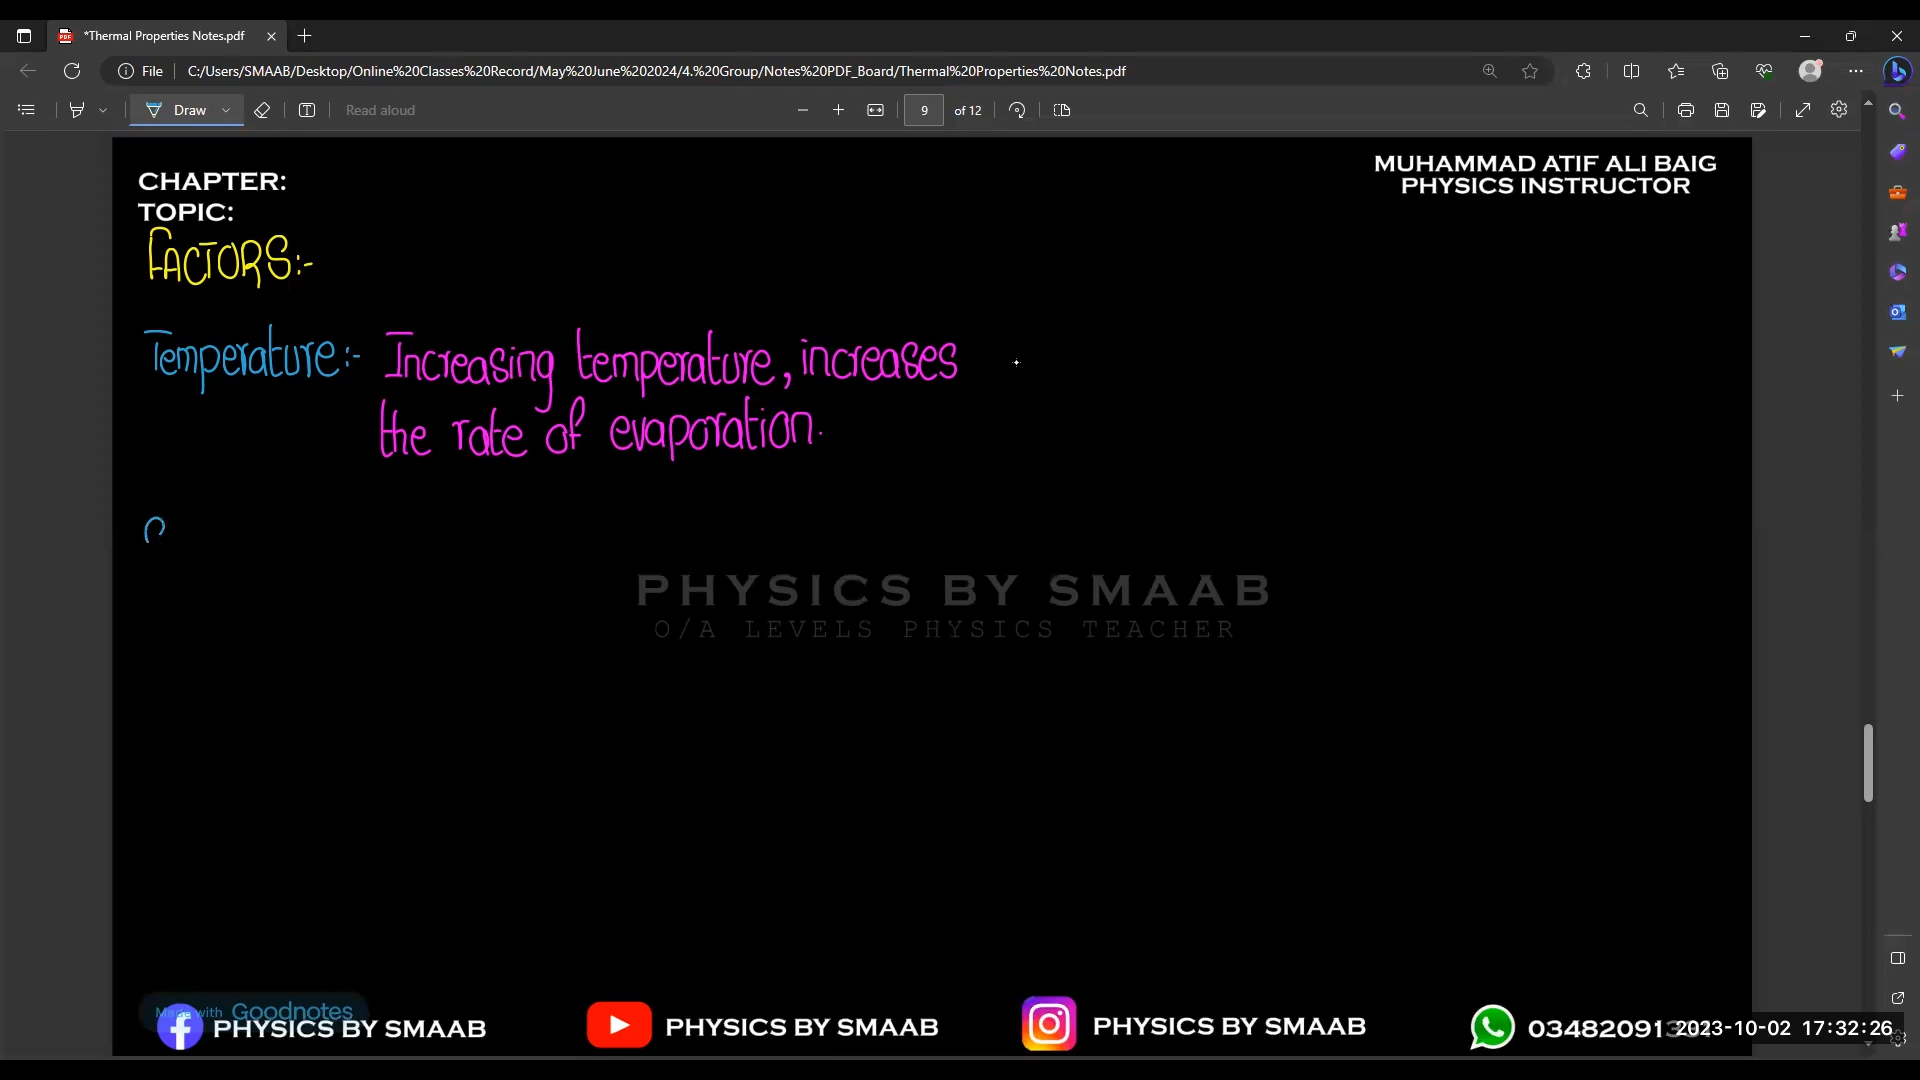 *Thermal Properties Notes.pdf
File
C:/Users/SMAAB/Desktop/Online%20Classes%20Record/May%20June%202024/4.%20Group/Notes%20PDF_Board/Thermal%20Properties%20Notes.pdf
Draw
Read aloud
9 of 12
CHAPTER:
TOPIC:
MUHAMMAD ATIF ALI BAIG
PHYSICS INSTRUCTOR
FACTORS:-
Temperature:- Increasing temperature, increases
the rate of evaporation.
PHYSICS BY SMAAB
O/A LEVELS PHYSICS TEACHER
Made with Goodnotes
PHYSICS BY SMAAB
PHYSICS BY SMAAB
PHYSICS BY SMAAB
2023-10-02 17:32:26